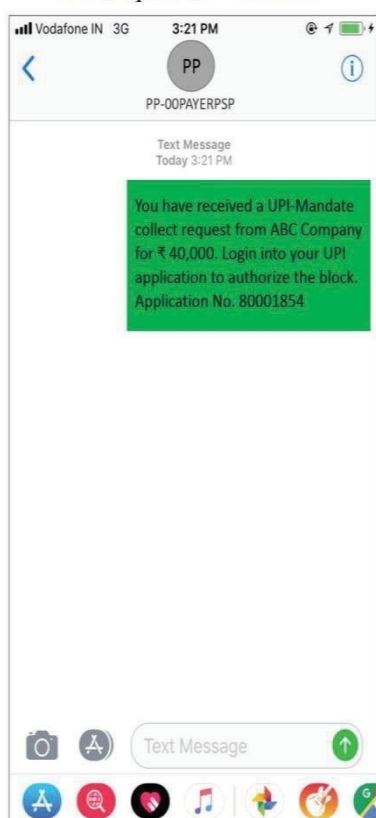 Vodafone IN 3G 3:21 PM
PP
PP-00PAYERPSP
Text Message
Today 3:21 PM
You have received a UPI-Mandate
collect request from ABC Company
for ₹ 40,000. Login into your UPI
application to authorize the block.
Application No. 80001854
Text Message